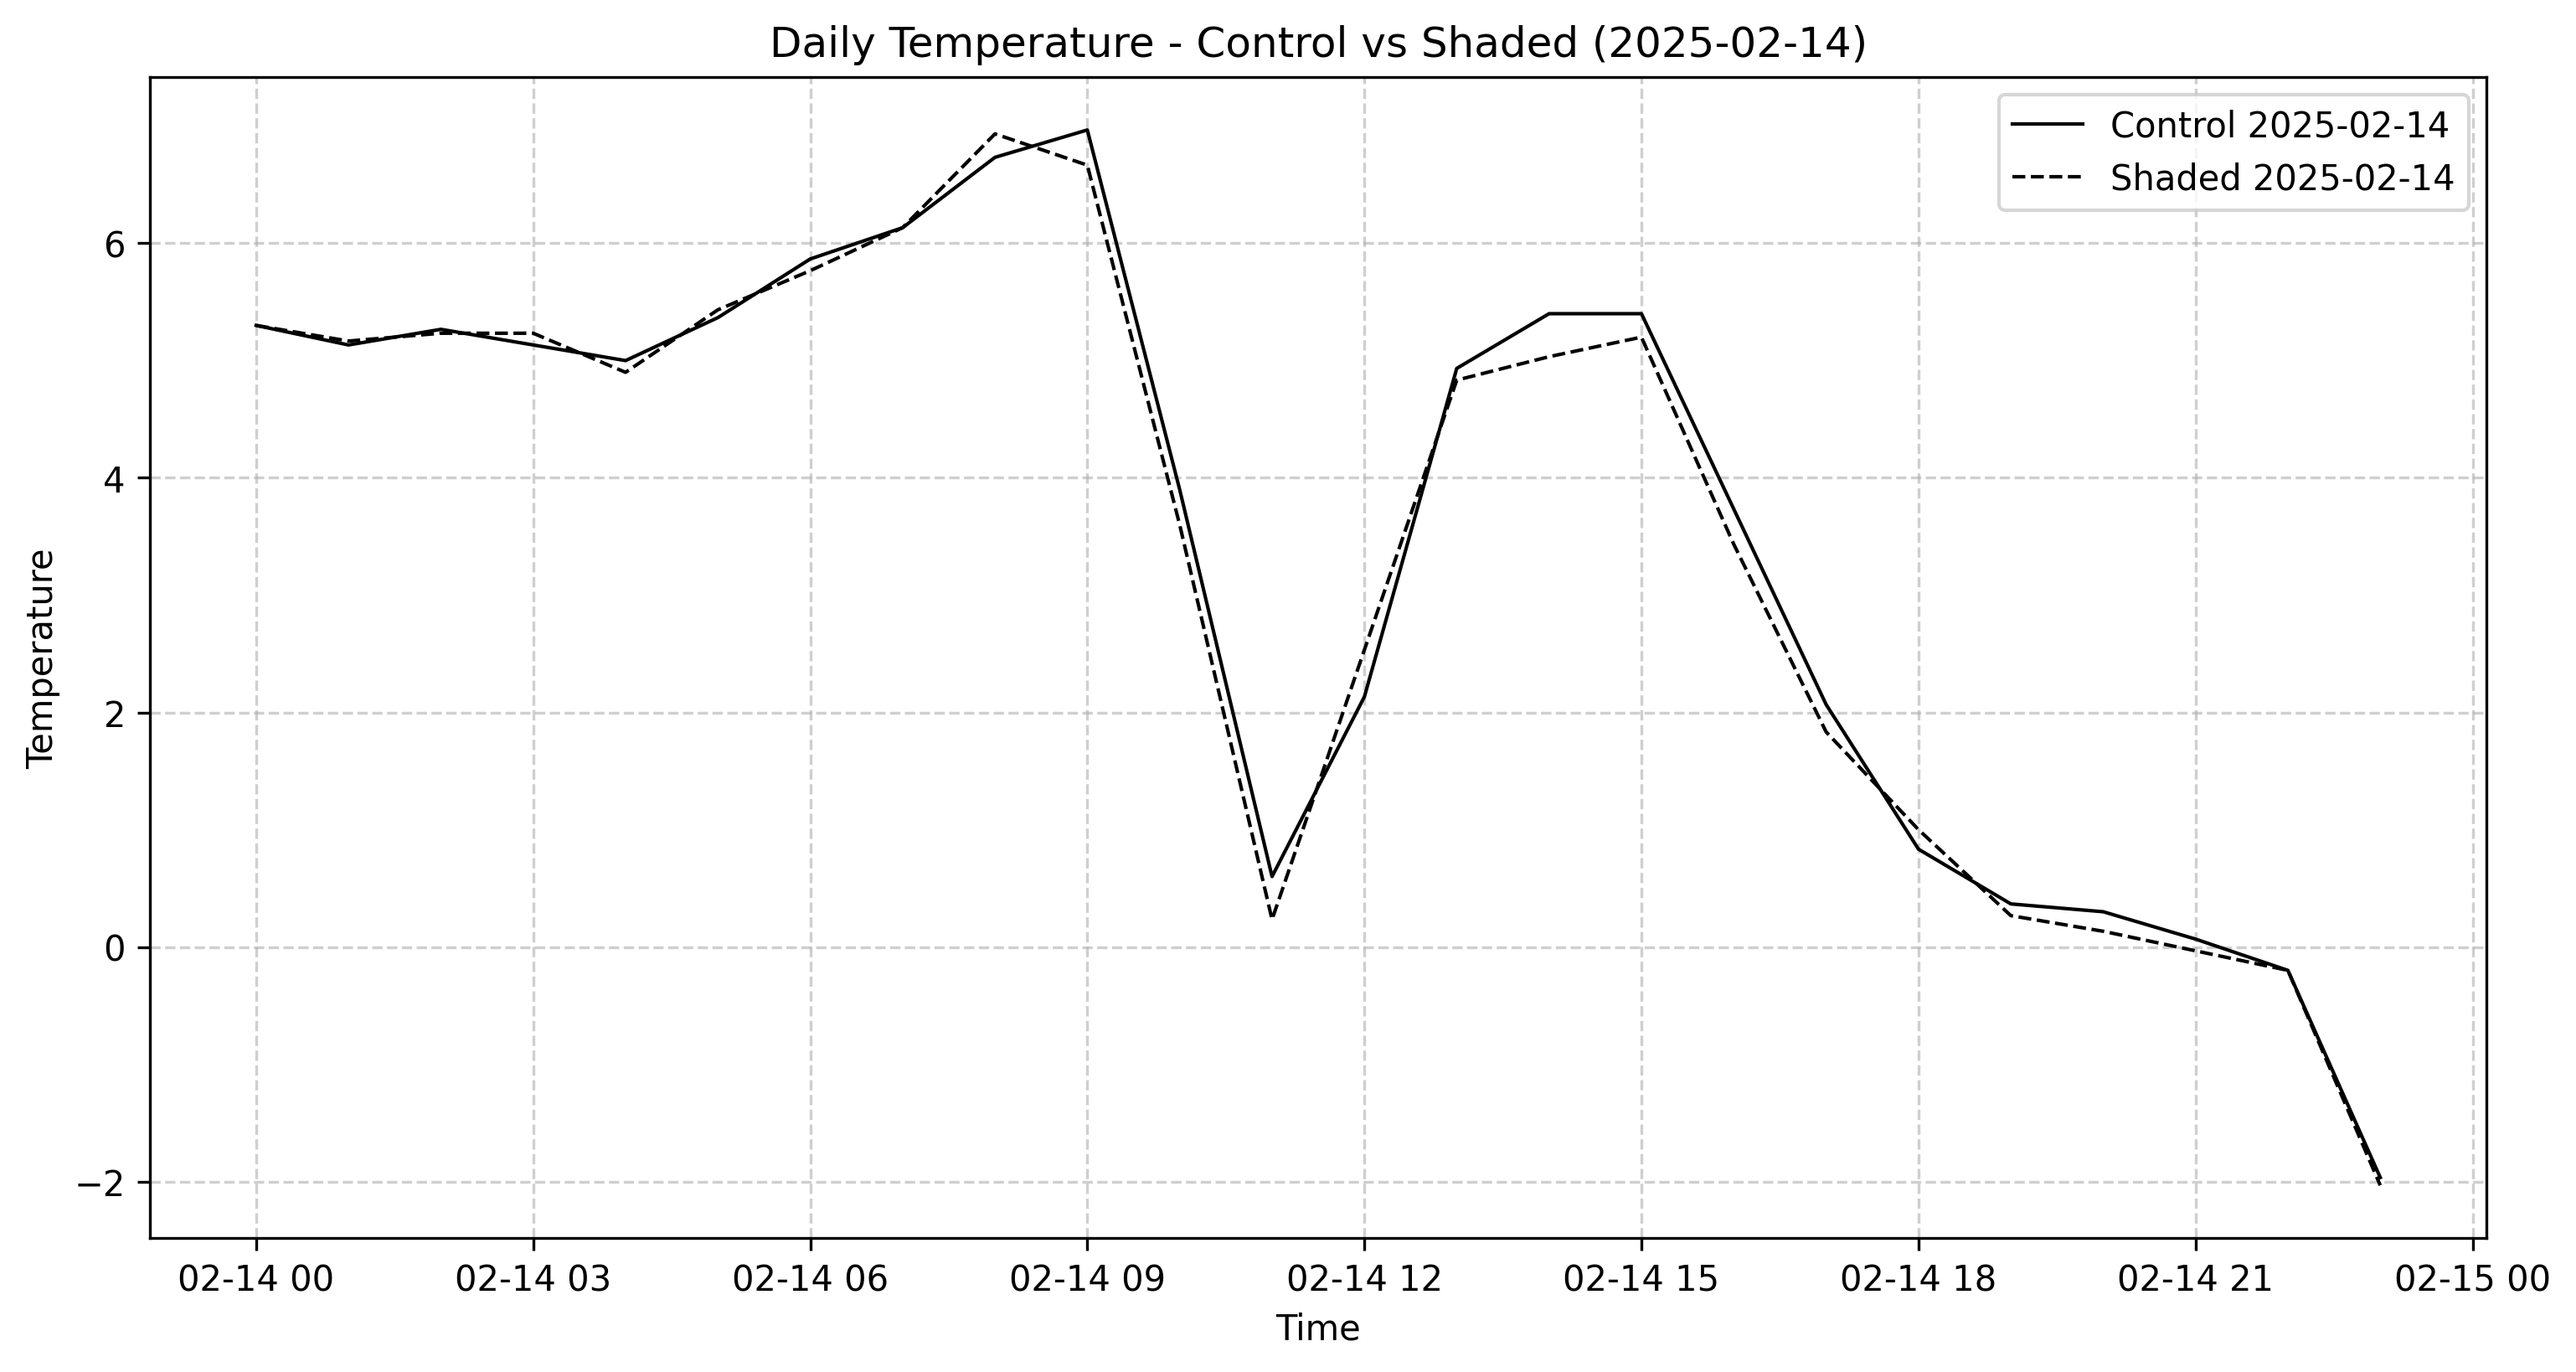 Daily Temperature - Control vs Shaded (2025-02-14)
Control 2025-02-14
Shaded 2025-02-14
6
4
2
0
−2
Temperature
02-14 00
02-14 03
02-14 06
02-14 09
02-14 12
02-14 15
02-14 18
02-14 21
02-15 00
Time